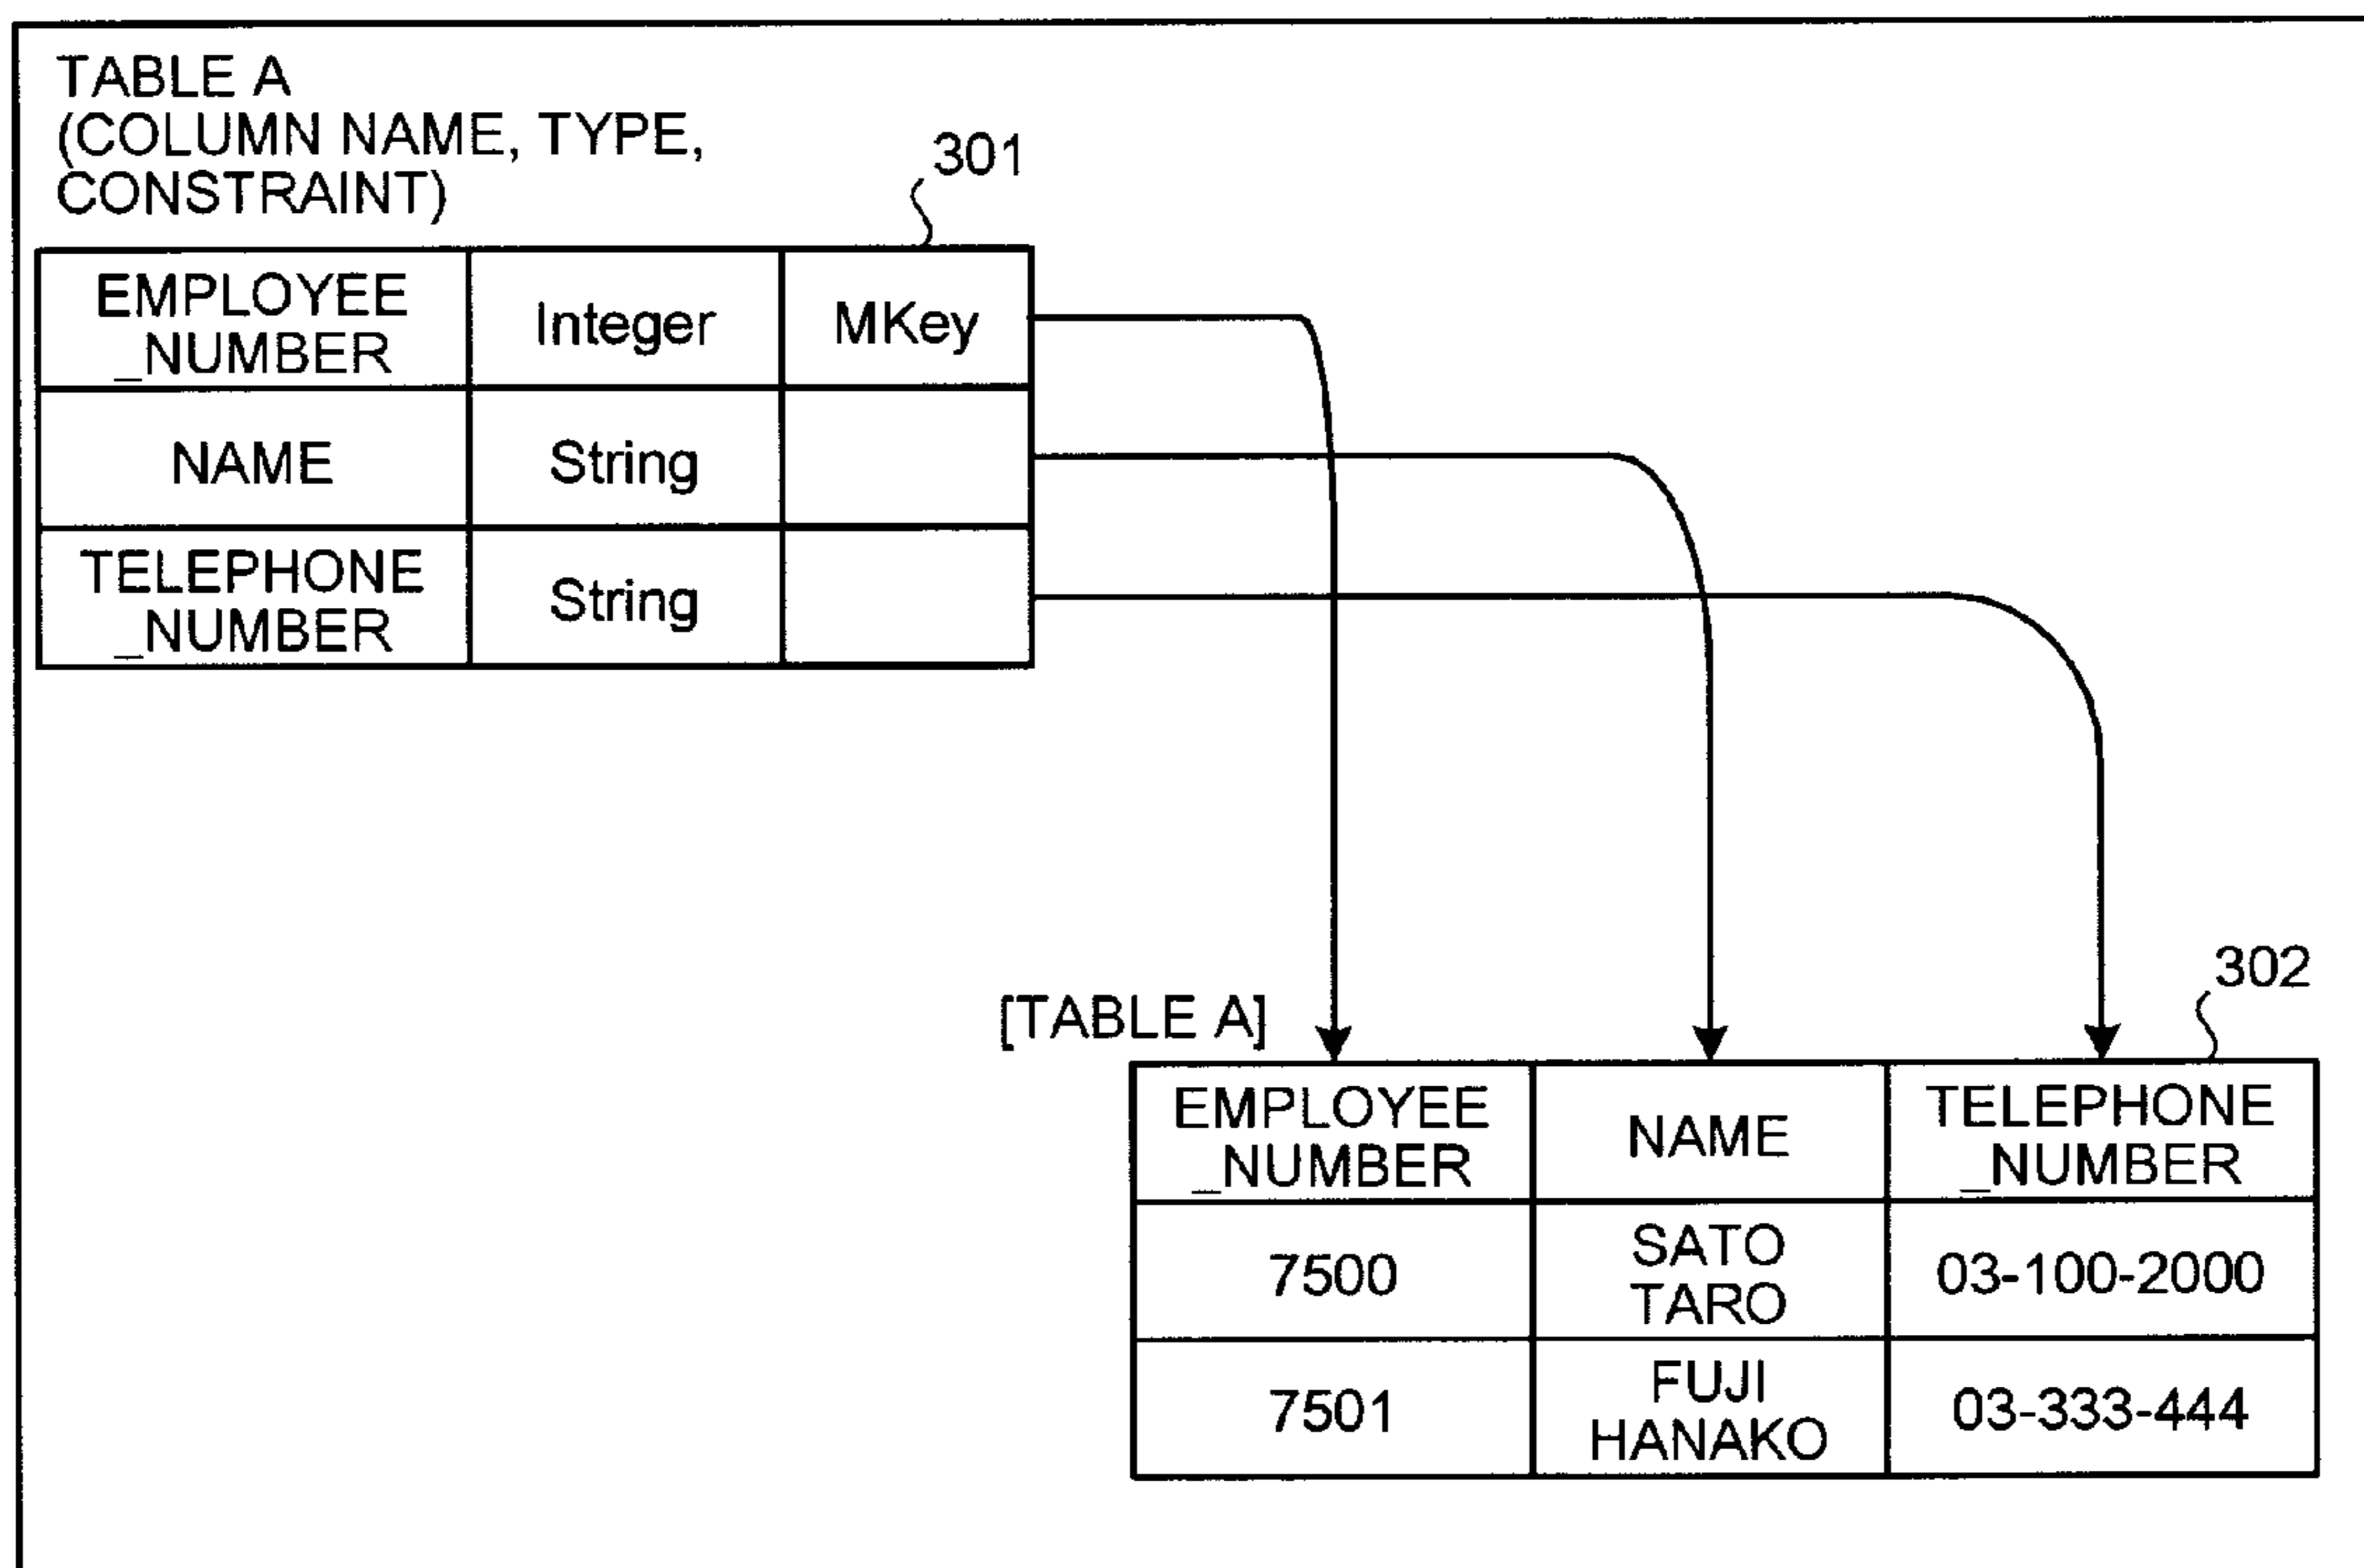 TABLE A
(COLUMN NAME, TYPE,
CONSTRAINT)
301
EMPLOYEE
_NUMBER
Integer
MKey
NAME
String
TELEPHONE
_NUMBER
String
302
[TABLE A]
EMPLOYEE
_NUMBER
NAME
TELEPHONE
_NUMBER
7500
SATO
TARO
03-100-2000
7501
FUJI
HANAKO
03-333-444